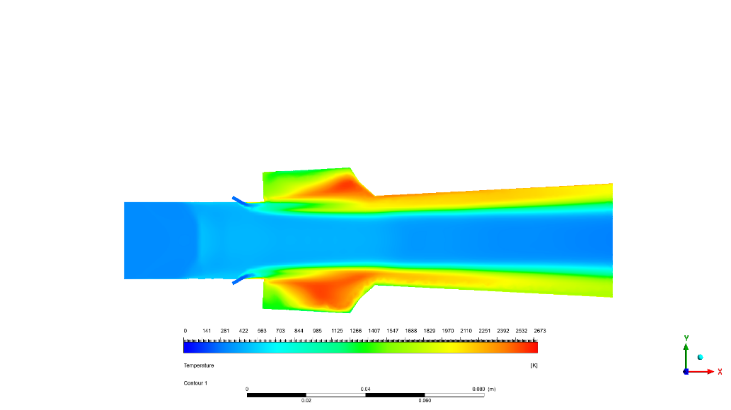 0 141 281 422 563 703 844 985 1125 1266 1407 1547 1688 1829 1970 2110 2251 2392 2532 2673
Temperature [K]
Contour 1
0 0.04 0.080 (m)
0.02 0.060
Y
X